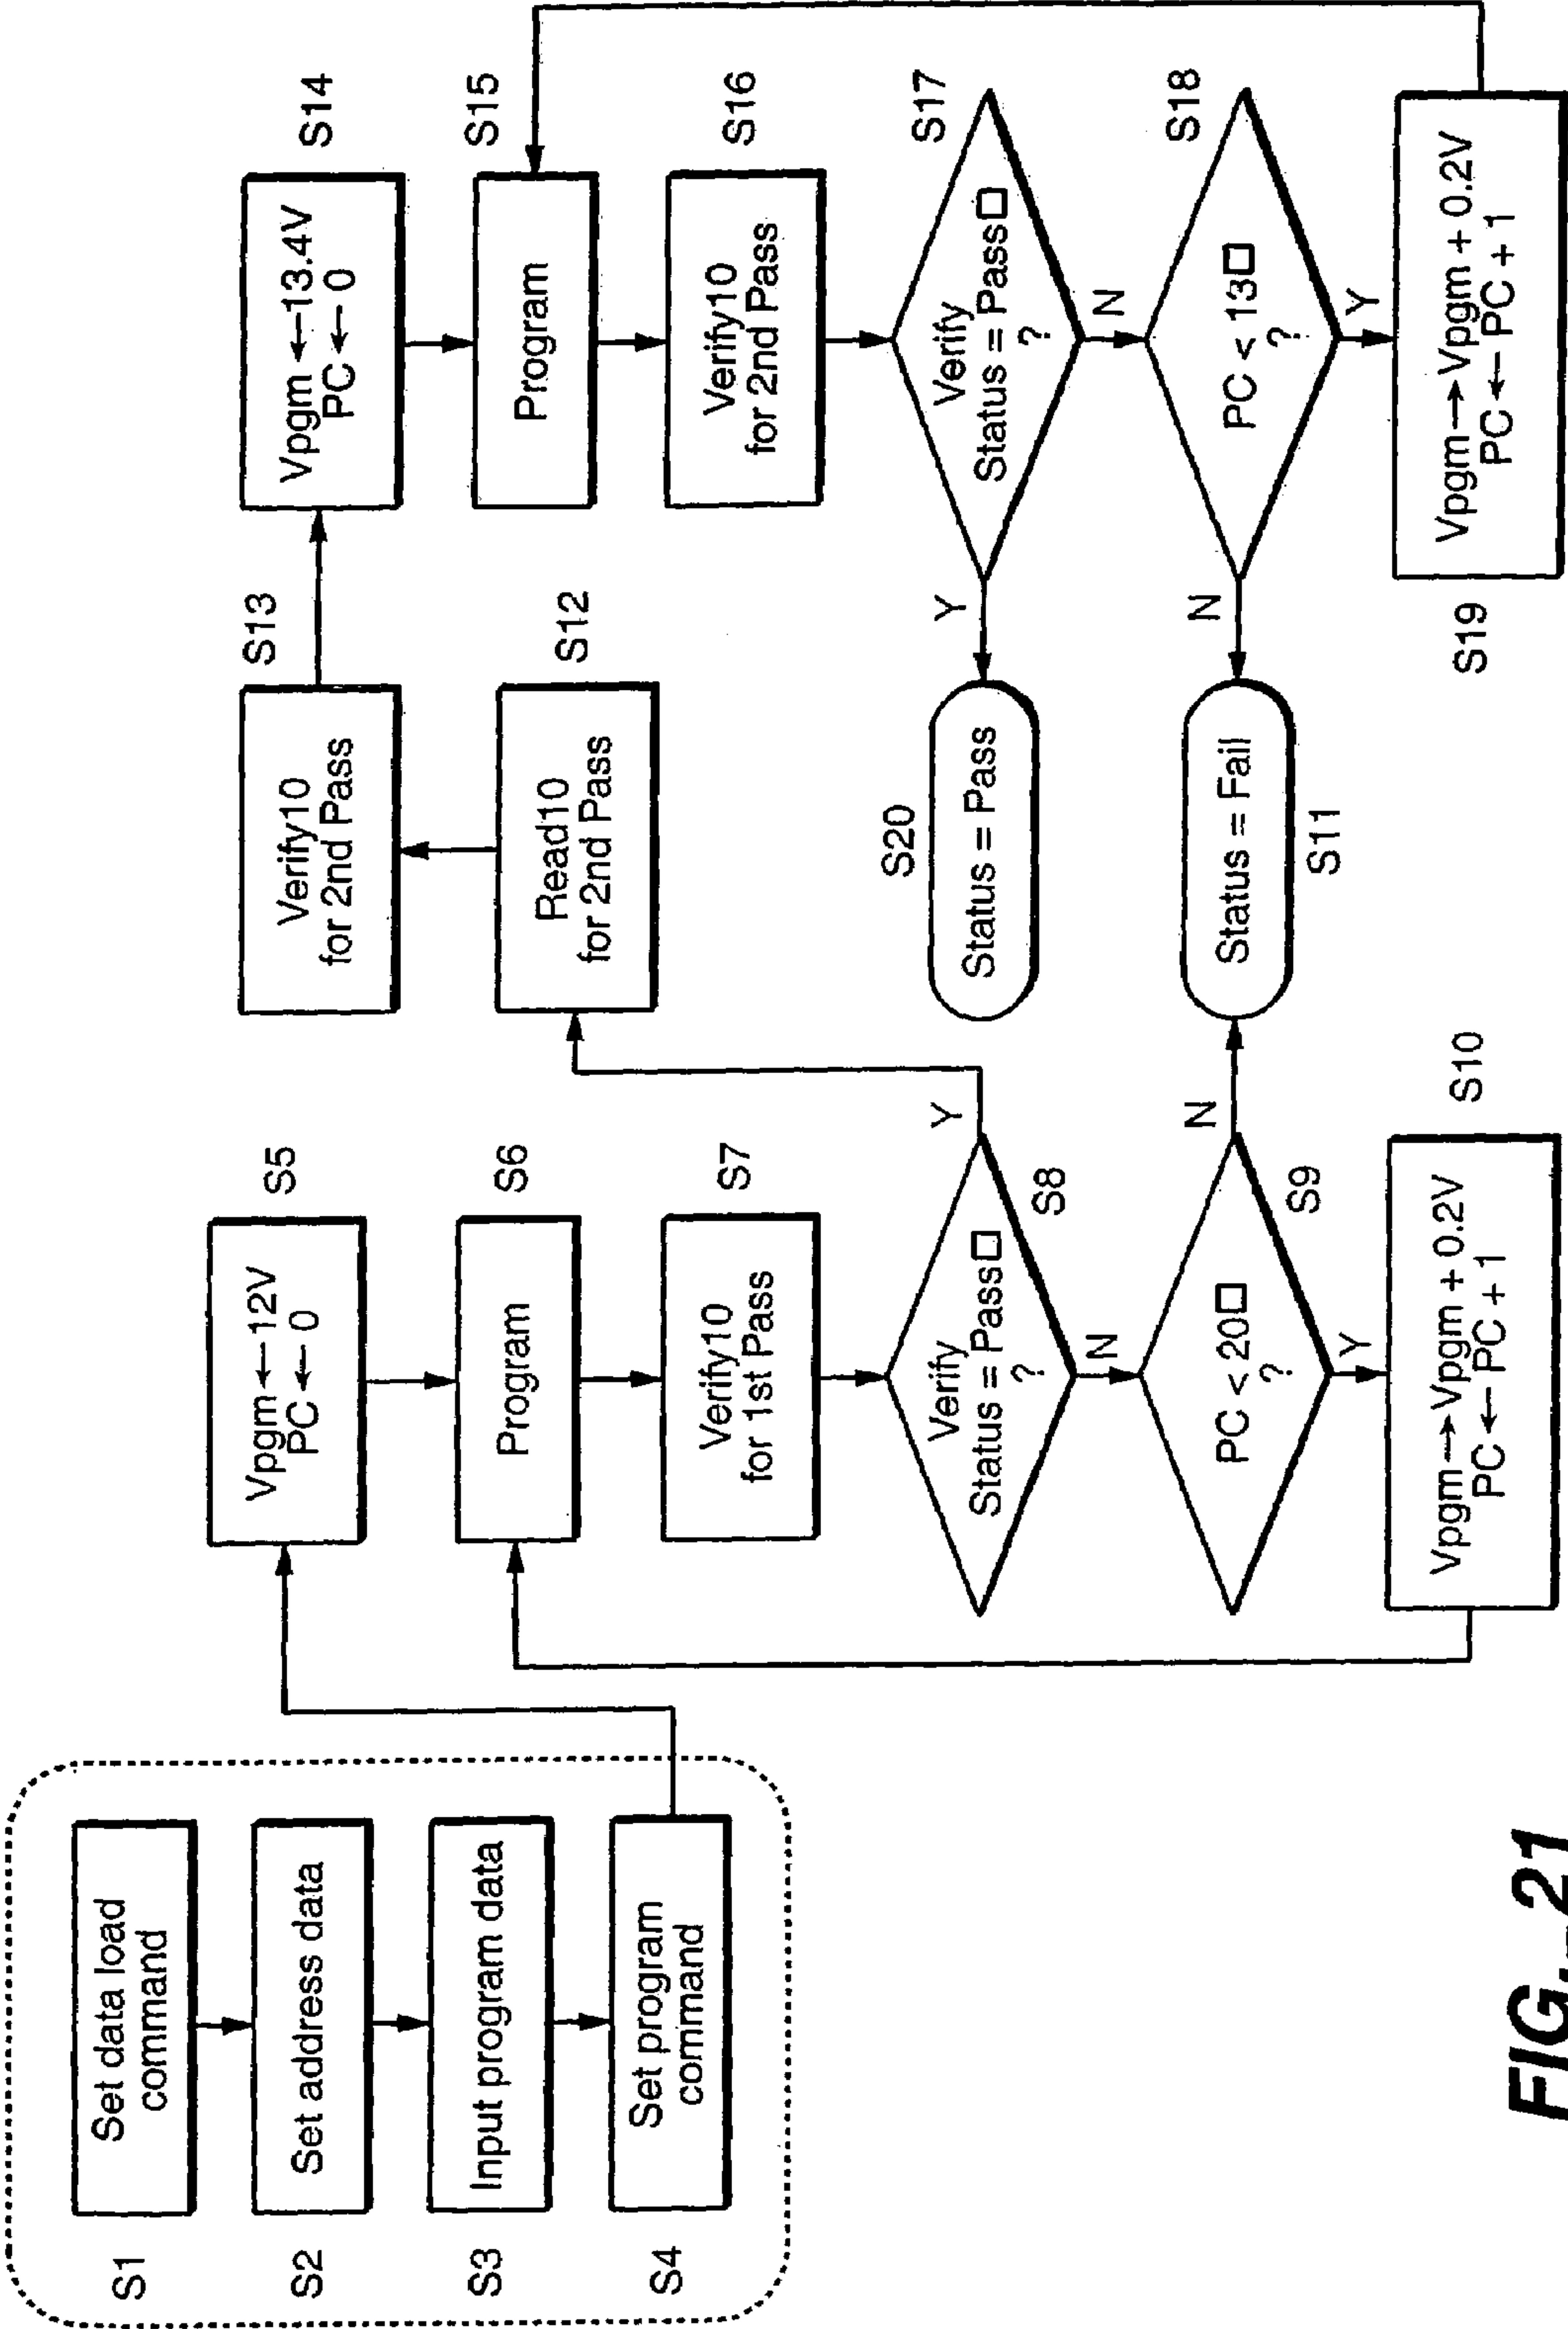 S1
Set data load
command
S2
Set address data
S3
Input program data
S4
Set program
command
Vpgm ← 12V
PC ← 0
S5
Program
S6
Verify10
for 1st Pass
S7
Verify
Status = Pass□
?
S8
Y
N
PC < 20□
?
S9
N
Y
Vpgm → Vpgm + 0.2V
PC ← PC + 1
S10
Status = Fail
S11
Read10
for 2nd Pass
S12
Verify10
for 2nd Pass
S13
Vpgm ← 13.4V
PC ← 0
S14
Program
S15
Verify10
for 2nd Pass
S16
Verify
Status = Pass□
?
S17
Y
N
PC < 13□
?
S18
N
Y
Vpgm → Vpgm + 0.2V
PC ← PC + 1
S19
Status = Pass
S20
FIG._21